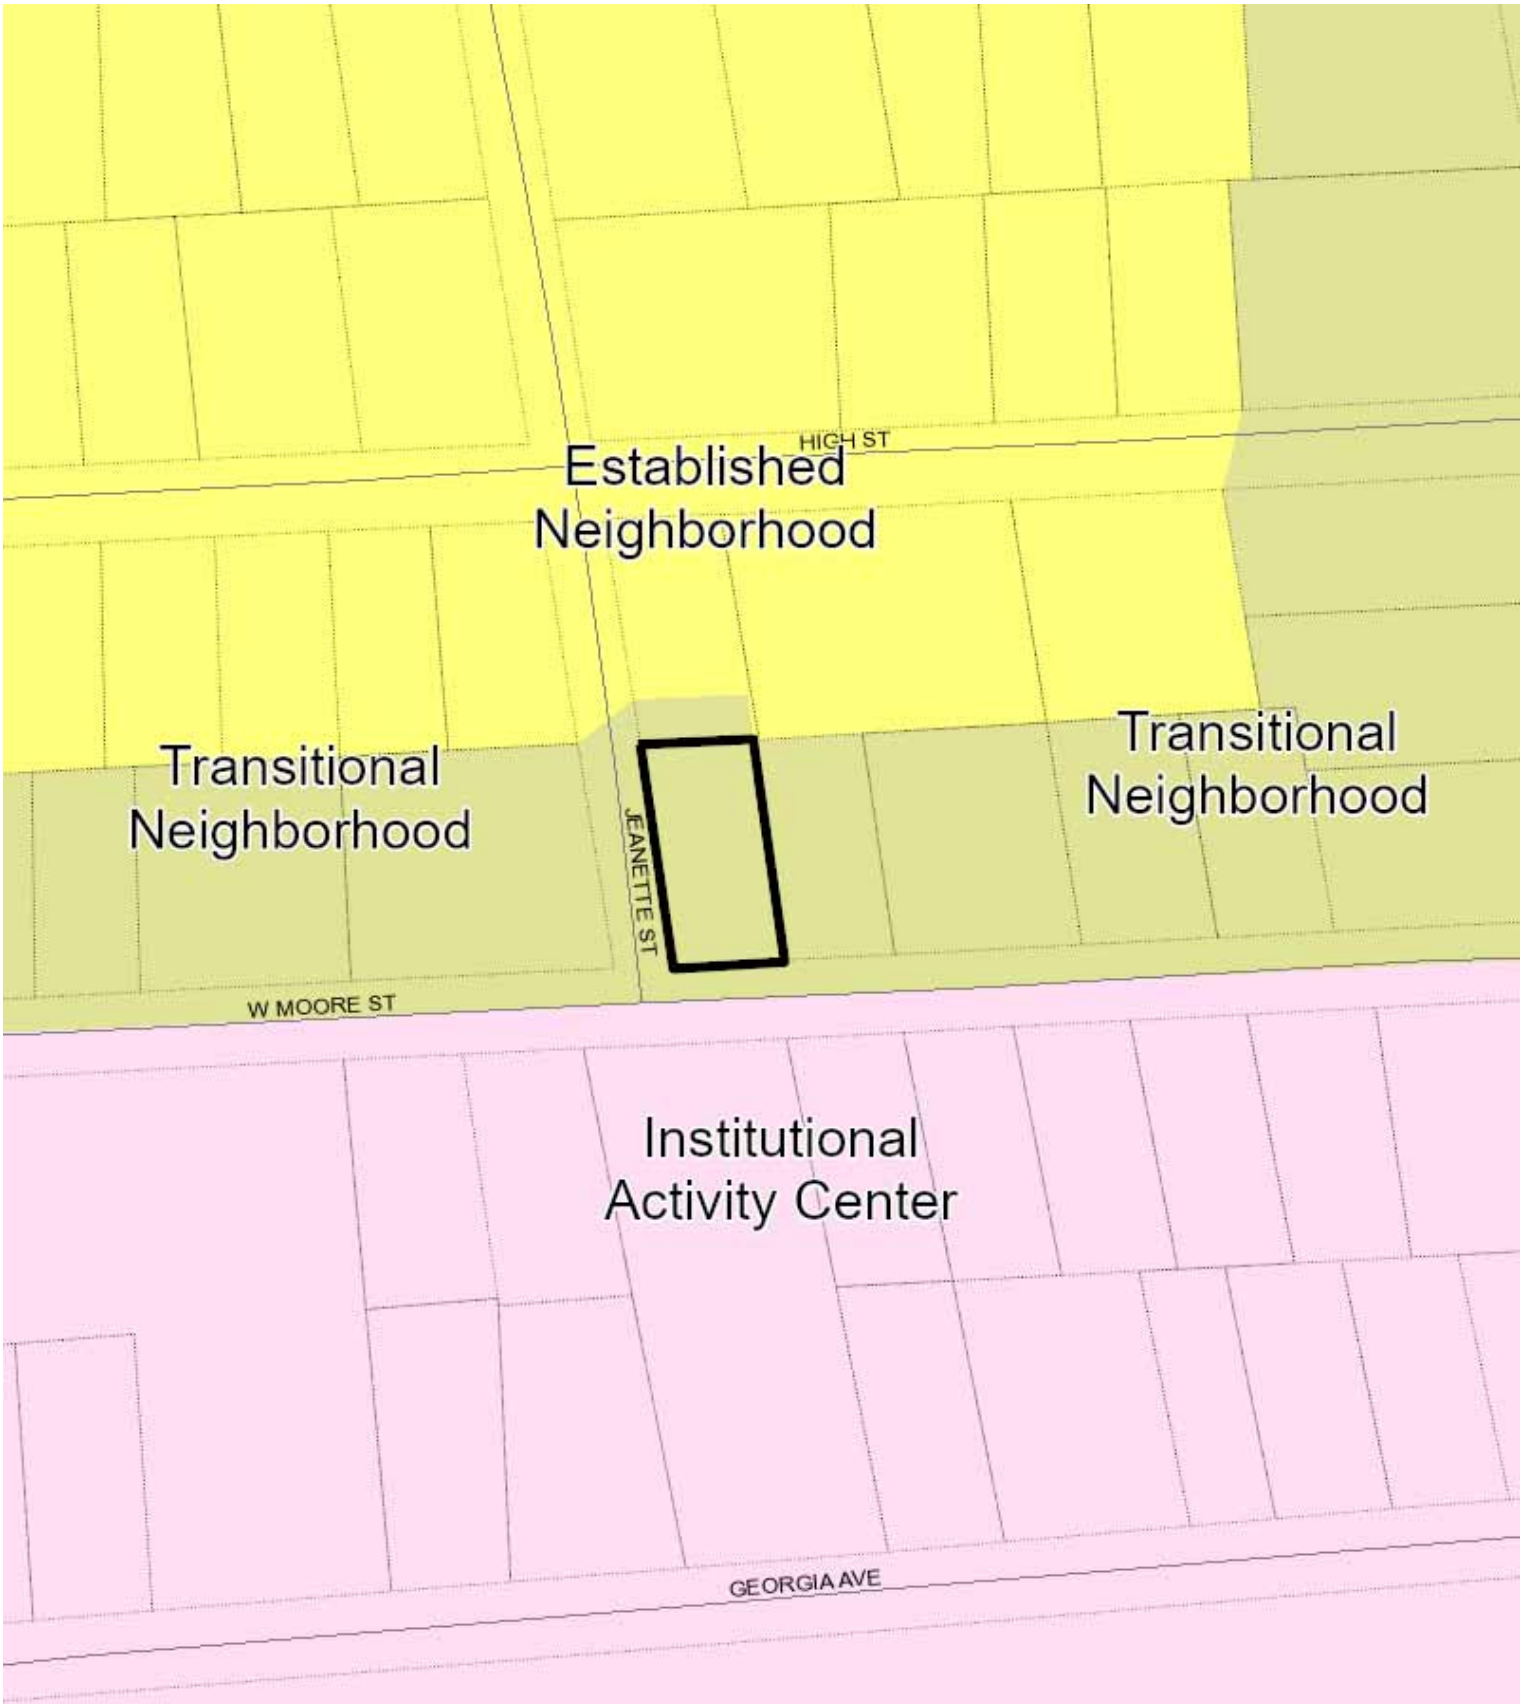 HIGH ST
Established
Neighborhood
Transitional
Neighborhood
Transitional
Neighborhood
JEANETTE ST
W MOORE ST
Institutional
Activity Center
GEORGIA AVE